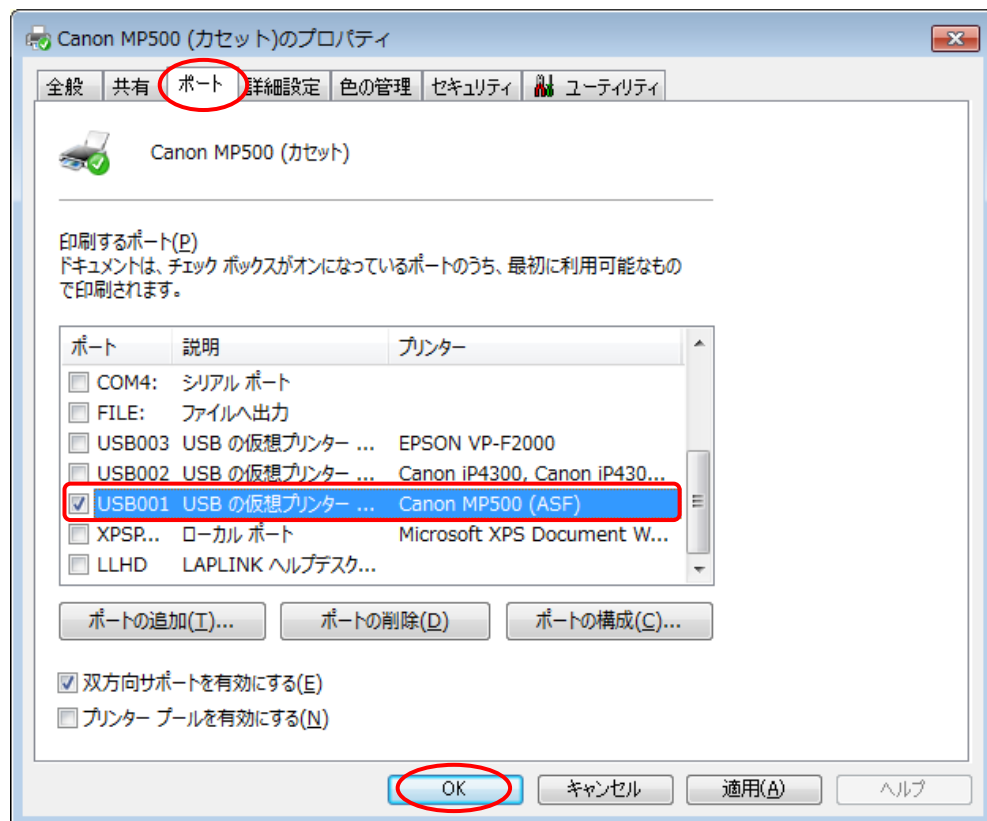 Canon MP500 (カセット)のプロパティ
全般 共有 ポート 詳細設定 色の管理 セキュリティ ユーティリティ
Canon MP500 (カセット)
印刷するポート(P)
ドキュメントは、チェック ボックスがオンになっているポートのうち、最初に利用可能なもの
で印刷されます。
ポート 説明 プリンター
COM4: シリアル ポート
FILE: ファイルへ出力
USB003 USB の仮想プリンター ... EPSON VP-F2000
USB002 USB の仮想プリンター ... Canon iP4300, Canon iP430...
USB001 USB の仮想プリンター ... Canon MP500 (ASF)
XPSP... ローカル ポート Microsoft XPS Document W...
LLHD LAPLINK ヘルプデスク...
ポートの追加(T)... ポートの削除(D) ポートの構成(C)...
双方向サポートを有効にする(E)
プリンター プールを有効にする(N)
OK キャンセル 適用(A) ヘルプ